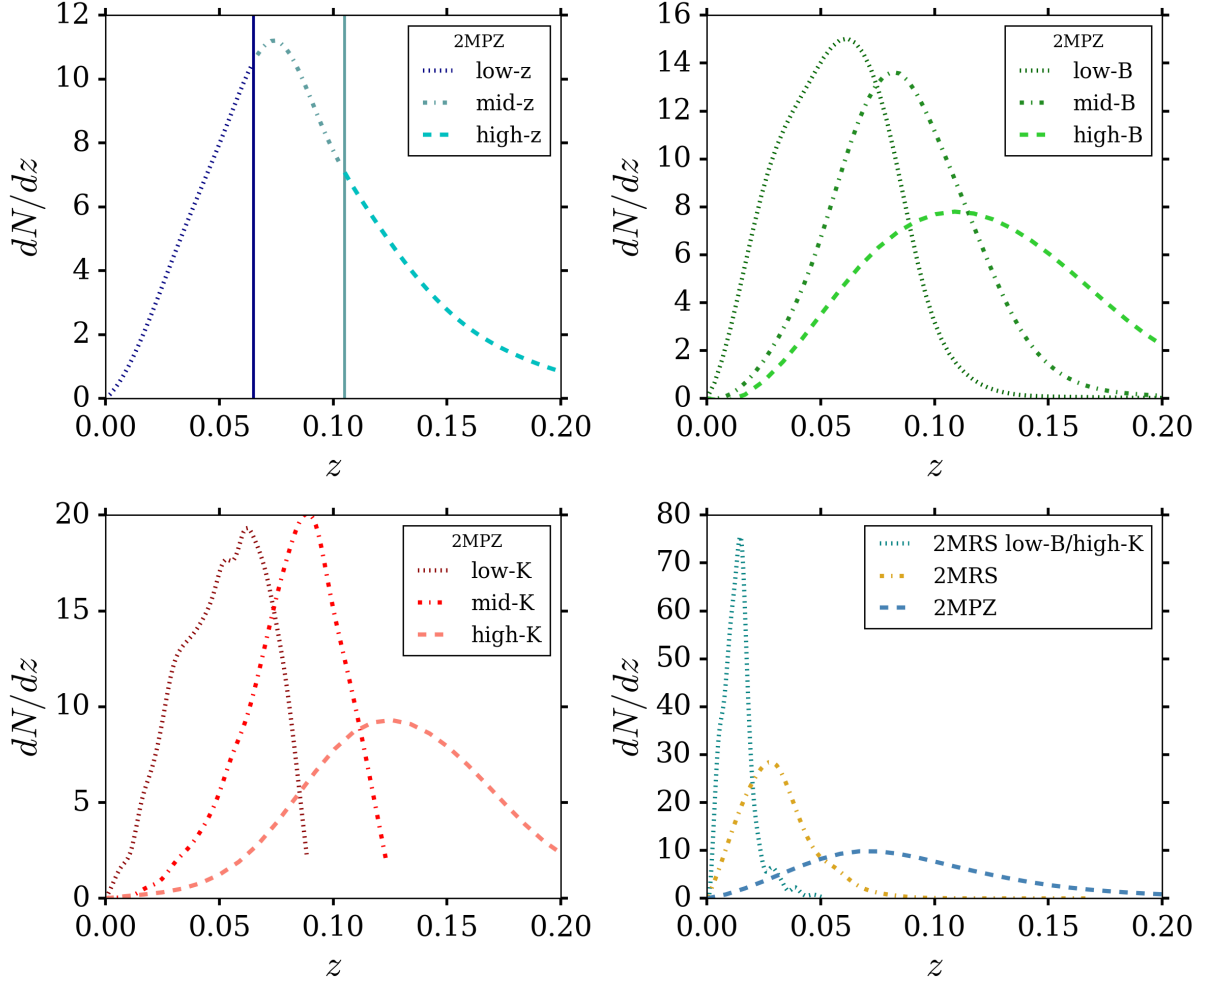 12
10
8
6
4
2
0
dN/dz
0.00 0.05 0.10 0.15 0.20
z
2MPZ
low-z
mid-z
high-z
16
14
12
10
8
6
4
2
0
dN/dz
0.00 0.05 0.10 0.15 0.20
z
2MPZ
low-B
mid-B
high-B
20
15
10
5
0
dN/dz
0.00 0.05 0.10 0.15 0.20
z
2MPZ
low-K
mid-K
high-K
80
70
60
50
40
30
20
10
0
dN/dz
0.00 0.05 0.10 0.15 0.20
z
2MRS low-B/high-K
2MRS
2MPZ